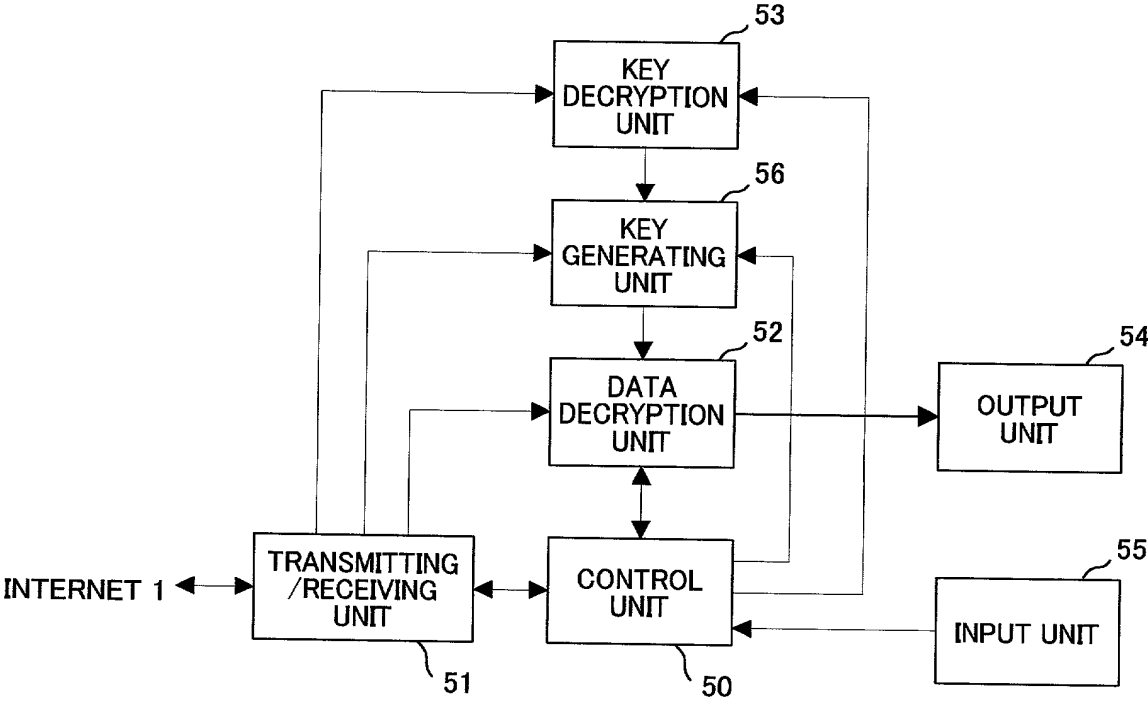 53
KEY
DECRYPTION
UNIT
56
KEY
GENERATING
UNIT
52
DATA
DECRYPTION
UNIT
54
OUTPUT
UNIT
INTERNET 1
TRANSMITTING
/RECEIVING
UNIT
51
CONTROL
UNIT
50
55
INPUT UNIT